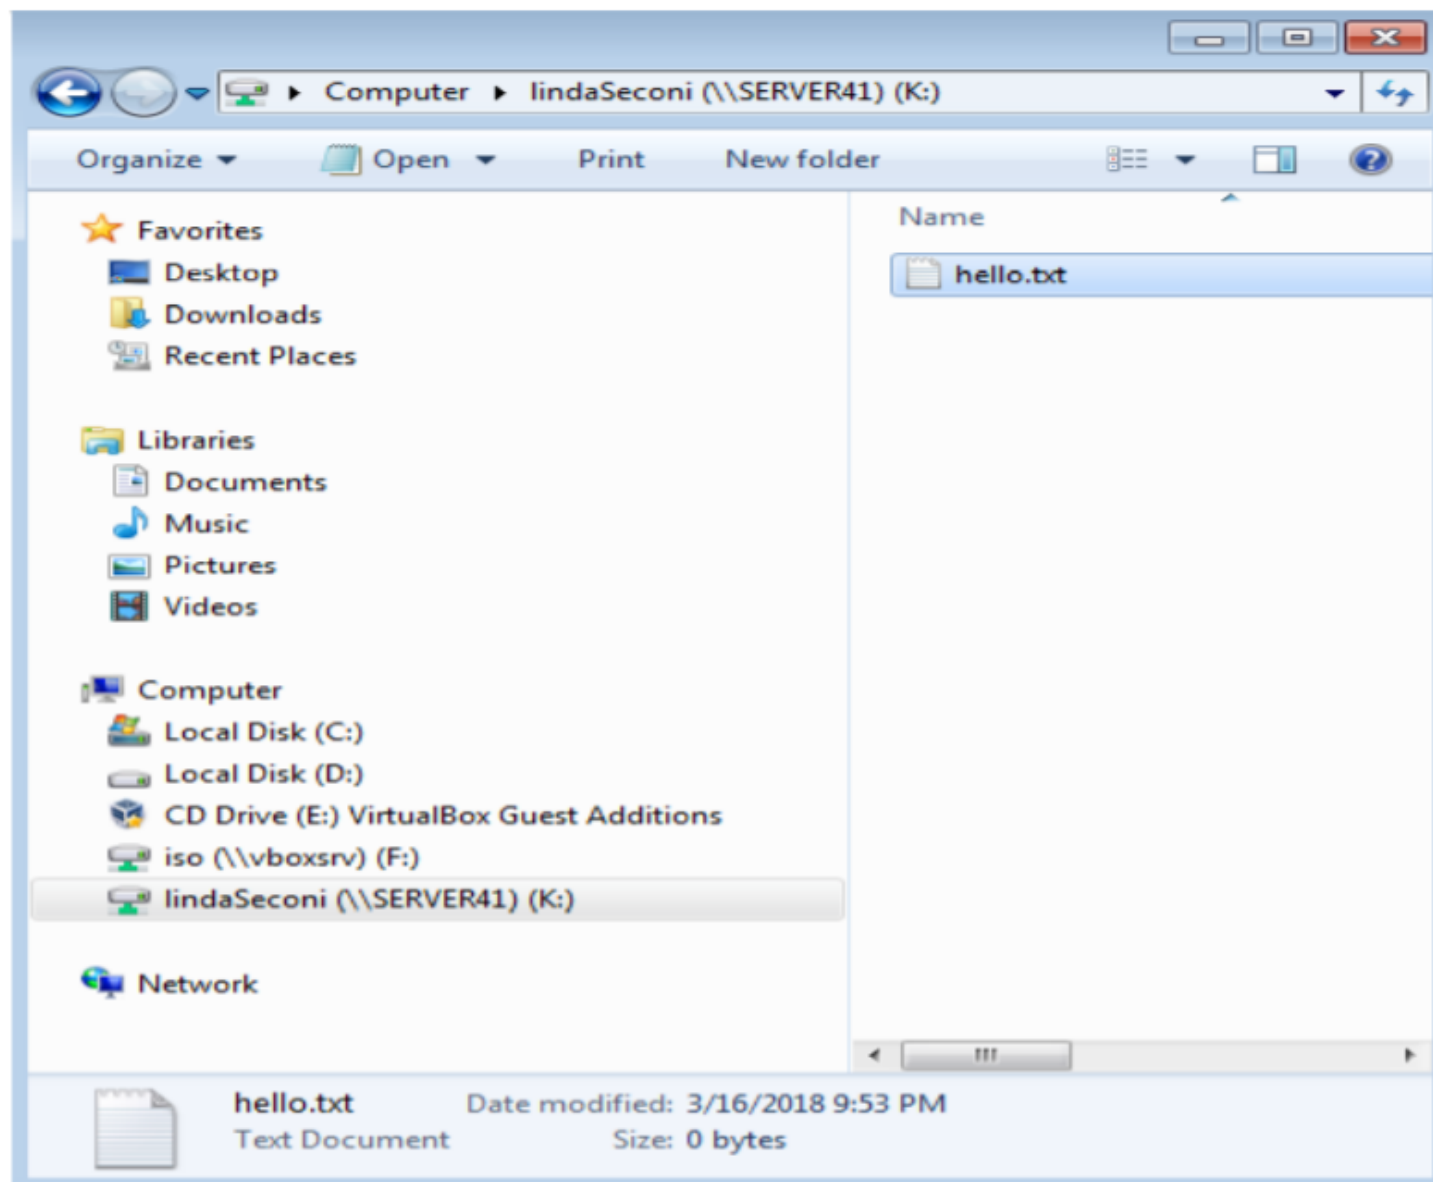 Computer lindaSeconi (\\SERVER41) (K:)
Organize Open Print New folder
Favorites
Desktop
Downloads
Recent Places
Libraries
Documents
Music
Pictures
Videos
Computer
Local Disk (C:)
Local Disk (D:)
CD Drive (E:) VirtualBox Guest Additions
iso (\\vboxsrv) (F:)
lindaSeconi (\\SERVER41) (K:)
Network
Name
hello.txt
hello.txt Date modified: 3/16/2018 9:53 PM
Text Document Size: 0 bytes